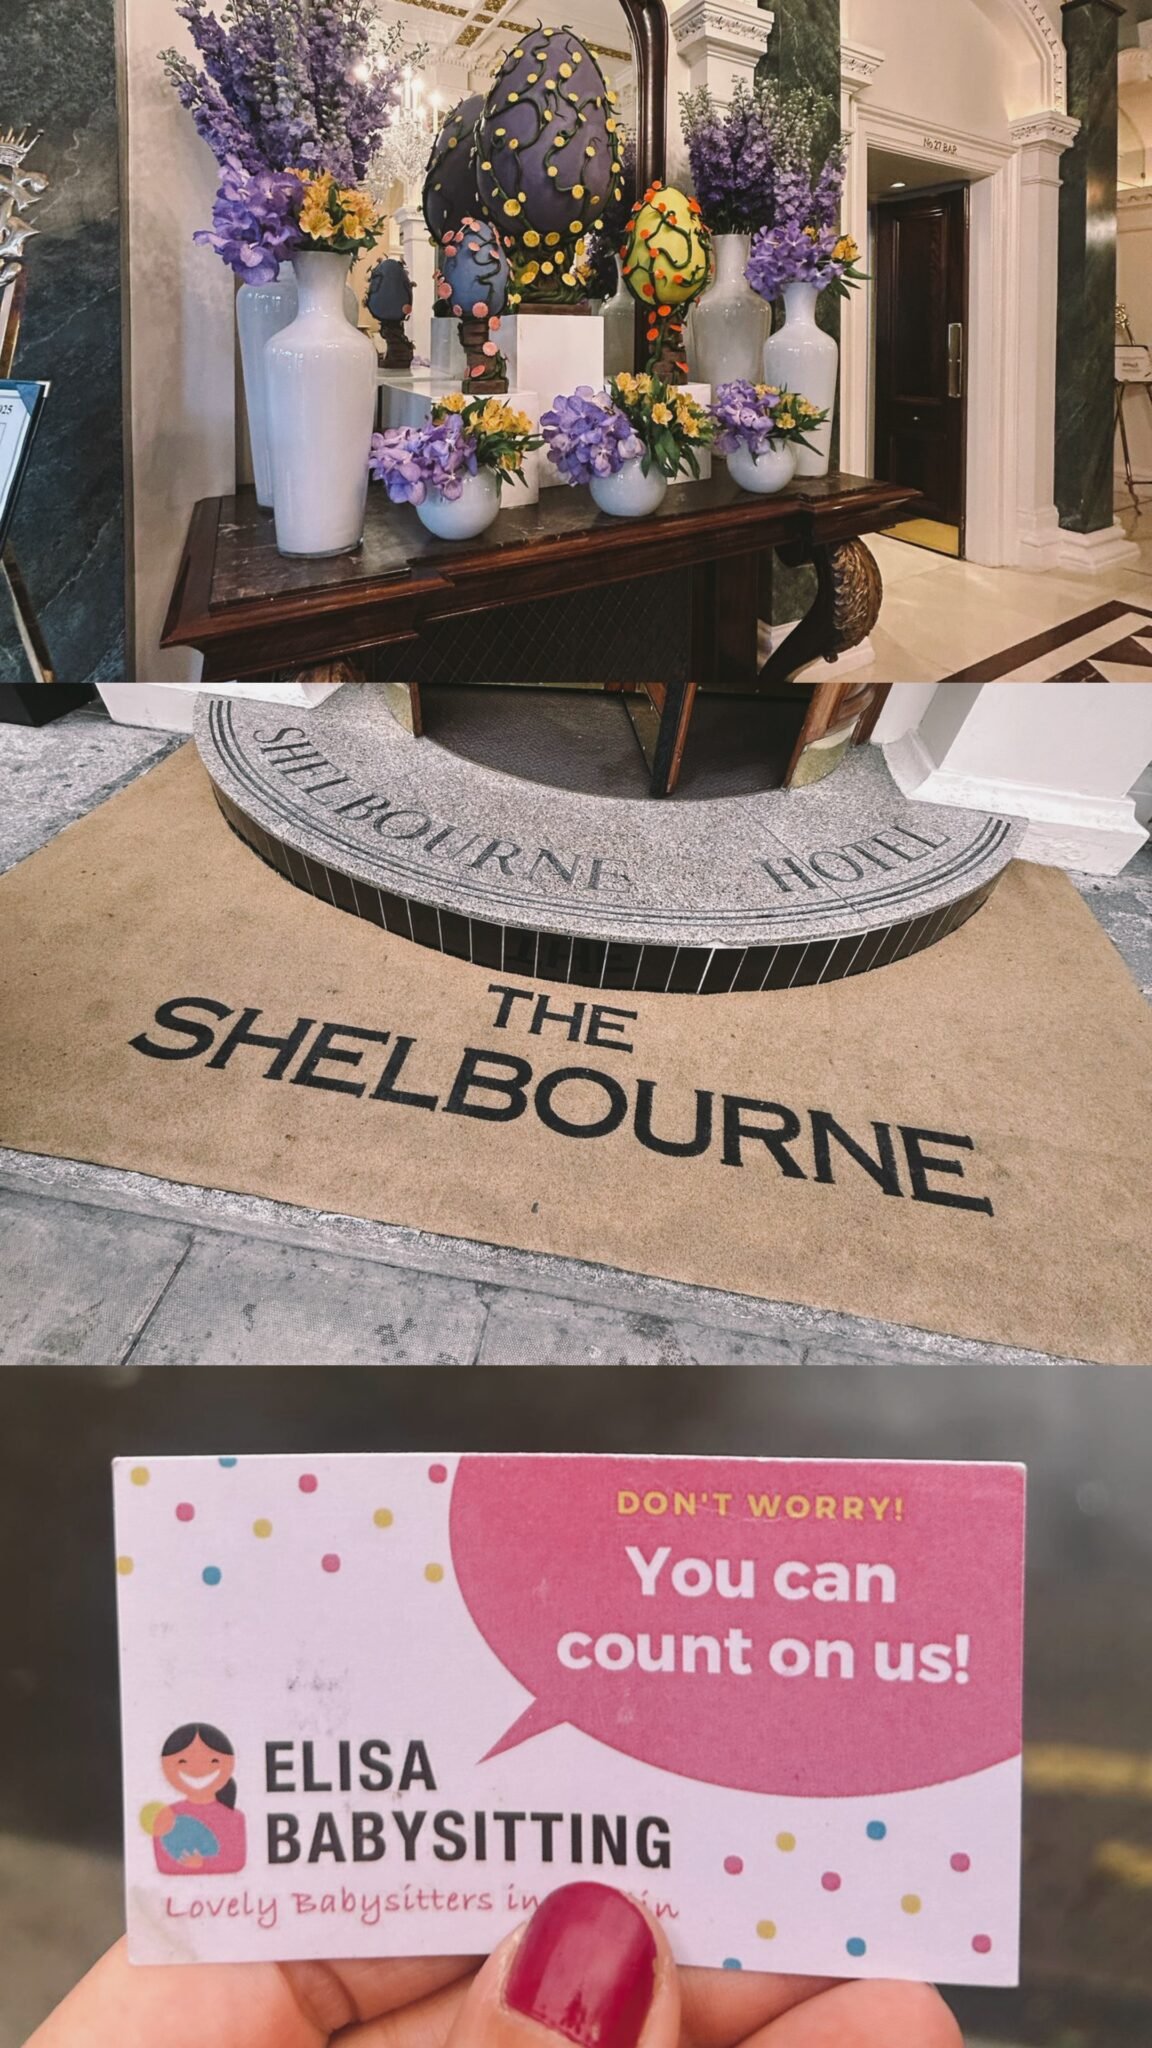 No 27 BAR
SHELBOURNE HOTEL
THE
SHELBOURNE
DON'T WORRY!
You can
count on us!
ELISA
BABYSITTING
Lovely Babysitters in